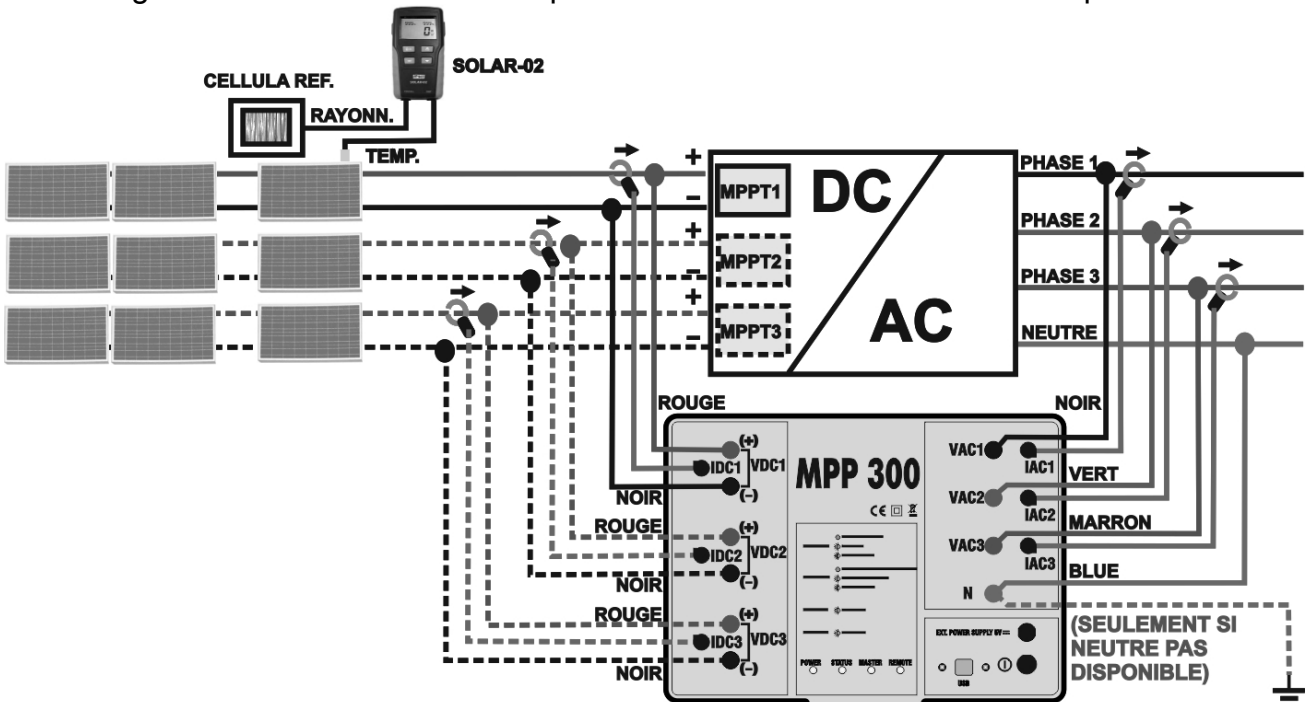 SOLAR-02
CELLULA REF.
RAYONN.
TEMP.
+
−
+
−
+
−
MPPT1
MPPT2
MPPT3
DC
AC
PHASE 1
PHASE 2
PHASE 3
NEUTRE
ROUGE
NOIR
ROUGE
NOIR
ROUGE
NOIR
(+)
IDC1
VDC1
(−)
(+)
IDC2
VDC2
(−)
(+)
IDC3
VDC3
(−)
MPP 300
CE
POWER STATUS MASTER REMOTE
NOIR
VAC1
IAC1
VERT
VAC2
IAC2
MARRON
VAC3
IAC3
BLUE
N
EXT. POWER SUPPLY 5V
USB
(SEULEMENT SI
NEUTRE PAS
DISPONIBLE)